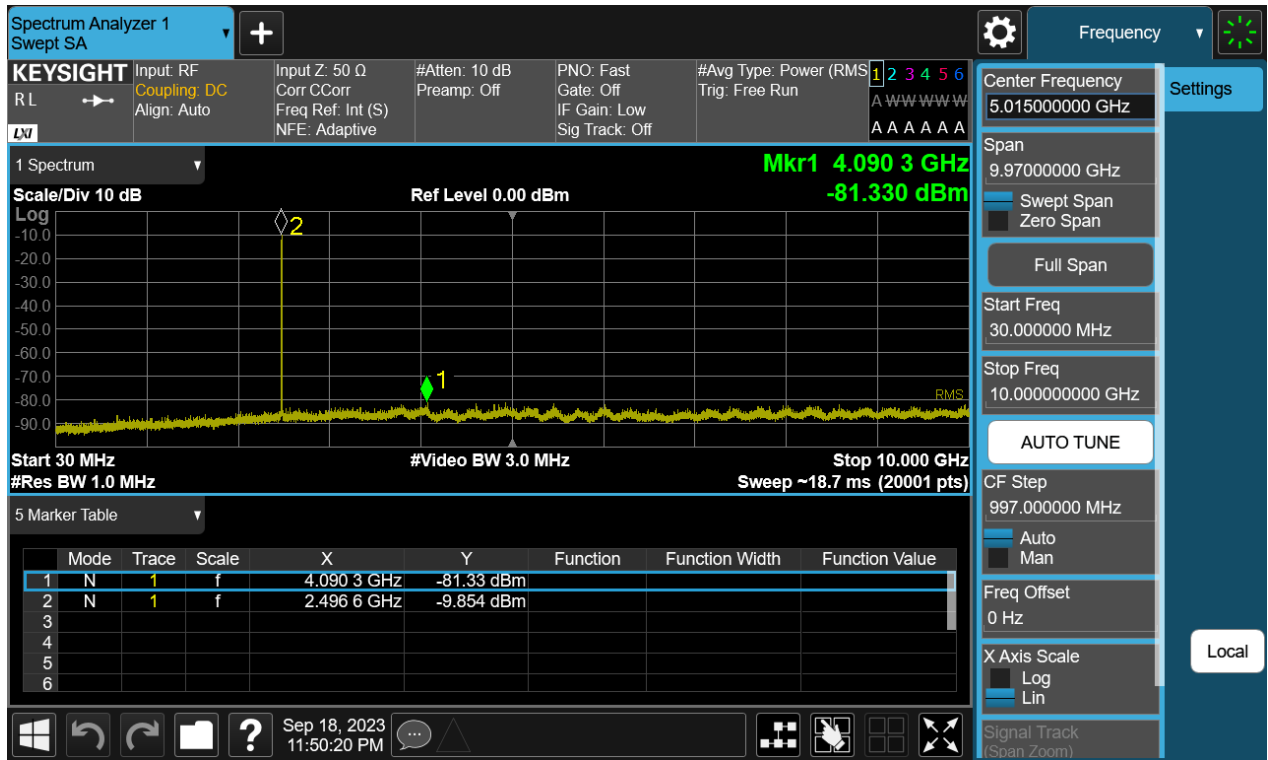 Spectrum Analyzer 1
Swept SA
+
Frequency
KEYSIGHT
RL
LXI
Input: RF
Coupling: DC
Align: Auto
Input Z: 50 Ω
Corr CCorr
Freq Ref: Int (S)
NFE: Adaptive
#Atten: 10 dB
Preamp: Off
PNO: Fast
Gate: Off
IF Gain: Low
Sig Track: Off
#Avg Type: Power (RMS
Trig: Free Run
1 2 3 4 5 6
A W W W W W
A A A A A A
1 Spectrum
Mkr1 4.090 3 GHz
Scale/Div 10 dB
Ref Level 0.00 dBm
-81.330 dBm
Log
-10.0
-20.0
-30.0
-40.0
-50.0
-60.0
-70.0
-80.0
-90.0
2
1
RMS
Start 30 MHz
#Video BW 3.0 MHz
Stop 10.000 GHz
#Res BW 1.0 MHz
Sweep ~18.7 ms (20001 pts)
5 Marker Table
Mode Trace Scale X Y Function Function Width Function Value
1 N 1 f 4.090 3 GHz -81.33 dBm
2 N 1 f 2.496 6 GHz -9.854 dBm
3
4
5
6
?
Sep 18, 2023
11:50:20 PM
Center Frequency
5.015000000 GHz
Settings
Span
9.97000000 GHz
Swept Span
Zero Span
Full Span
Start Freq
30.000000 MHz
Stop Freq
10.000000000 GHz
AUTO TUNE
CF Step
997.000000 MHz
Auto
Man
Freq Offset
0 Hz
X Axis Scale
Log
Lin
Local
Signal Track
(Span Zoom)